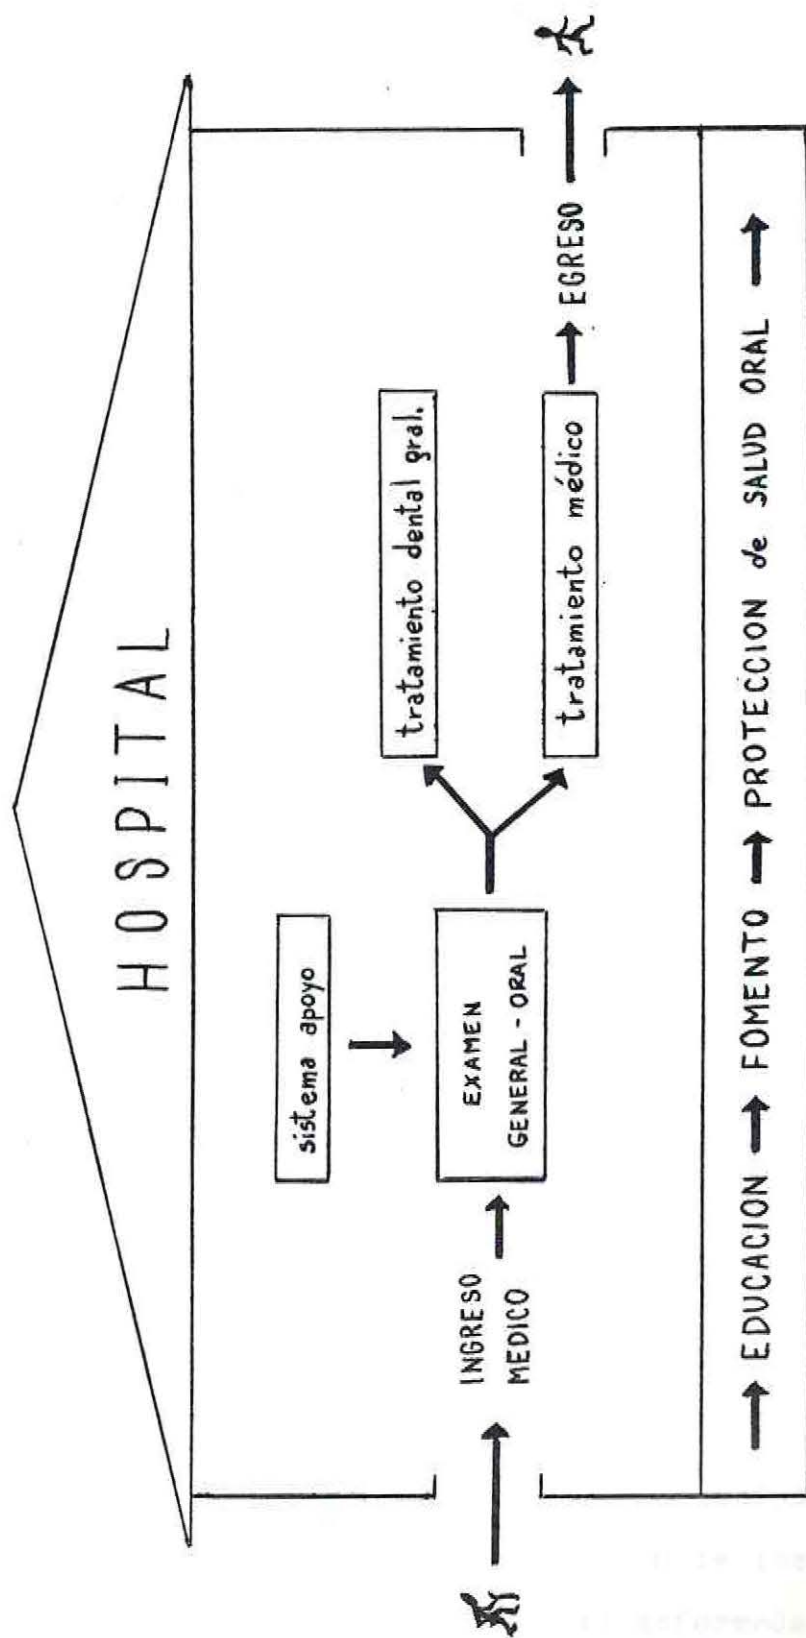 HOSPITAL
sistema apoyo
INGRESO
MEDICO
EXAMEN
GENERAL - ORAL
tratamiento dental gral.
tratamiento médico
EGRESO
EDUCACION FOMENTO PROTECCION de SALUD ORAL